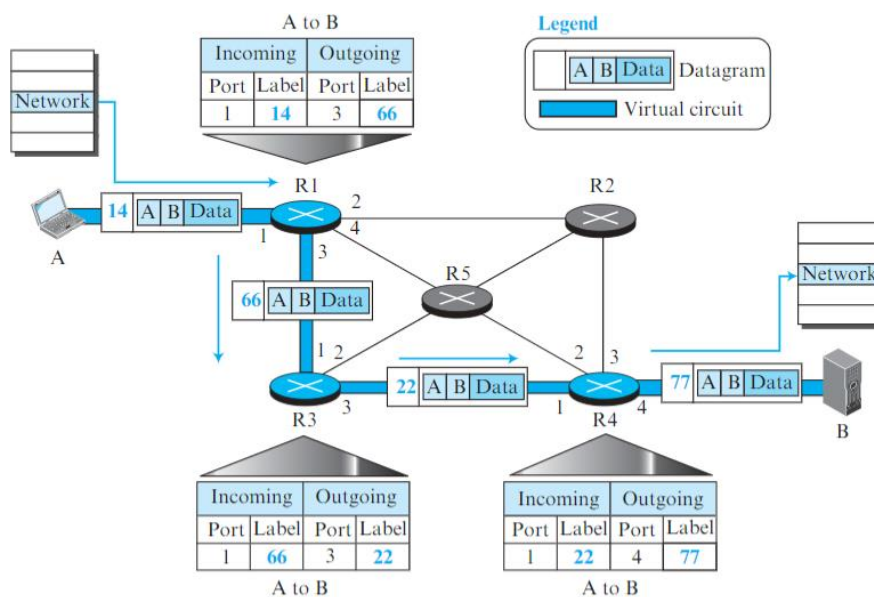 A to B
Legend
Incoming Outgoing
Port Label Port Label
1 14 3 66
A B Data Datagram
Virtual circuit
Network
R1
R2
14 A B Data
1
2
4
3
A
Network
R5
66 A B Data
1
2
2
3
22 A B Data
77 A B Data
R3
3
1
R4
4
B
Incoming Outgoing
Port Label Port Label
1 66 3 22
A to B
Incoming Outgoing
Port Label Port Label
1 22 4 77
A to B